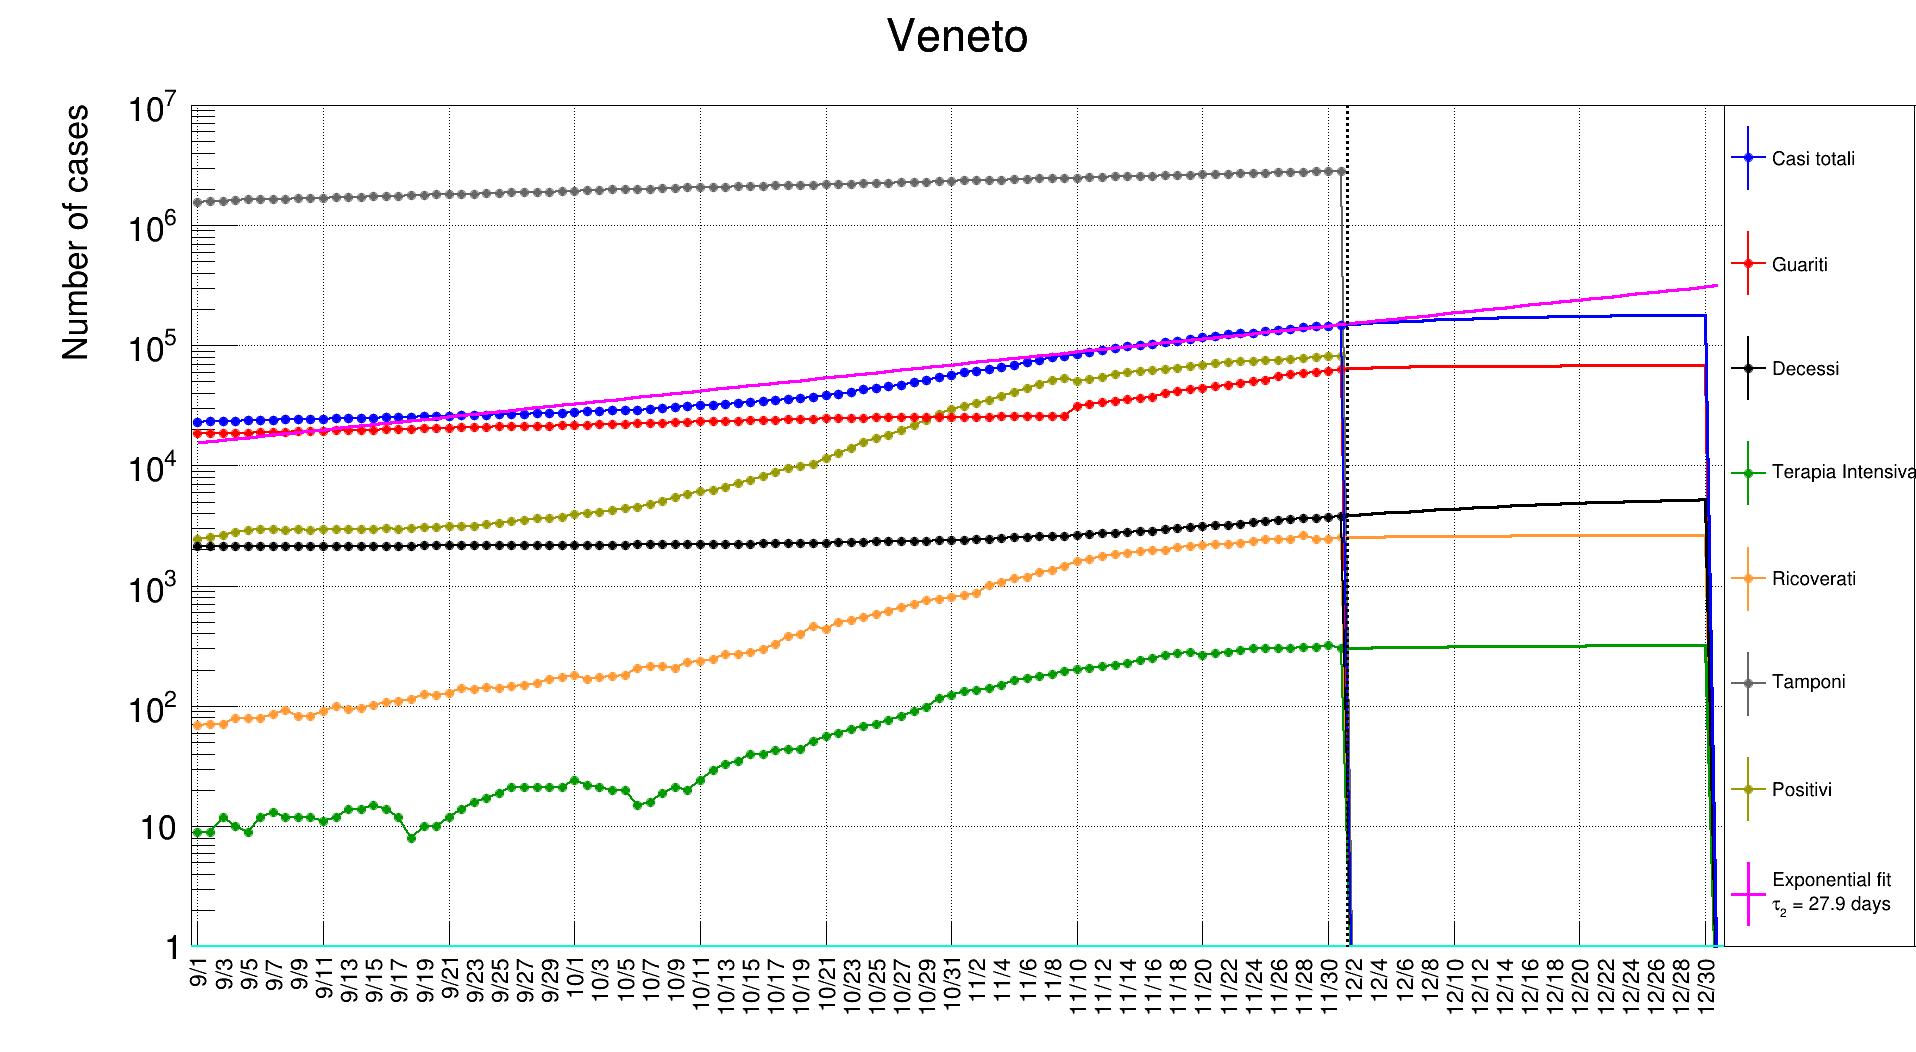 Veneto
Number of cases
10^7
10^6
10^5
10^4
10^3
10^2
10
1
9/1 9/3 9/5 9/7 9/9 9/11 9/13 9/15 9/17 9/19 9/21 9/23 9/25 9/27 9/29 10/1 10/3 10/5 10/7 10/9 10/11 10/13 10/15 10/17 10/19 10/21 10/23 10/25 10/27 10/29 10/31 11/2 11/4 11/6 11/8 11/10 11/12 11/14 11/16 11/18 11/20 11/22 11/24 11/26 11/28 11/30 12/2 12/4 12/6 12/8 12/10 12/12 12/14 12/16 12/18 12/20 12/22 12/24 12/26 12/28 12/30
Casi totali
Guariti
Decessi
Terapia Intensiva
Ricoverati
Tamponi
Positivi
Exponential fit
τ_2 = 27.9 days